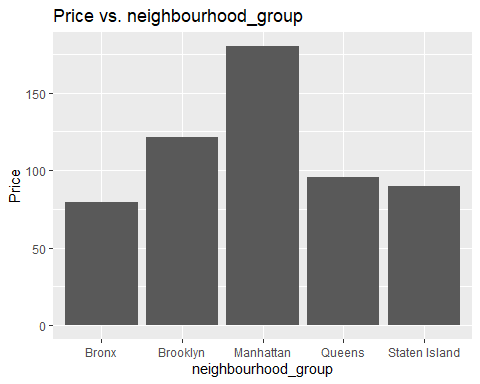 Price vs. neighbourhood_group
Price
150
100
50
0
Bronx Brooklyn Manhattan Queens Staten Island
neighbourhood_group